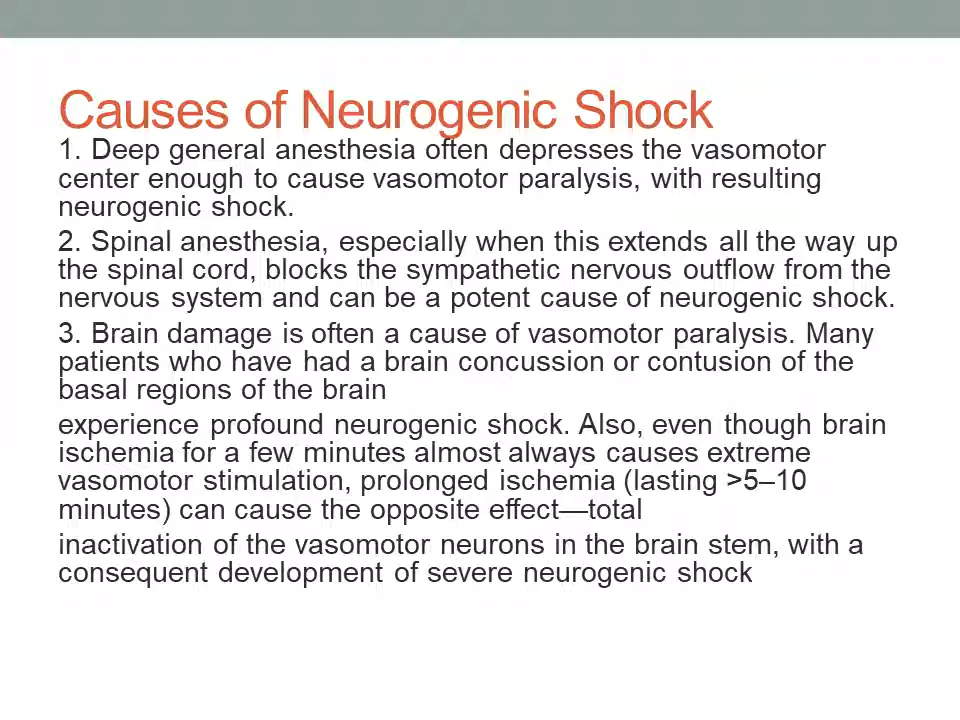 Causes of Neurogenic Shock
1. Deep general anesthesia often depresses the vasomotor
center enough to cause vasomotor paralysis, with resulting
neurogenic shock.
2. Spinal anesthesia, especially when this extends all the way up
the spinal cord, blocks the sympathetic nervous outflow from the
nervous system and can be a potent cause of neurogenic shock.
3. Brain damage is often a cause of vasomotor paralysis. Many
patients who have had a brain concussion or contusion of the
basal regions of the brain
experience profound neurogenic shock. Also, even though brain
ischemia for a few minutes almost always causes extreme
vasomotor stimulation, prolonged ischemia (lasting >5–10
minutes) can cause the opposite effect—total
inactivation of the vasomotor neurons in the brain stem, with a
consequent development of severe neurogenic shock